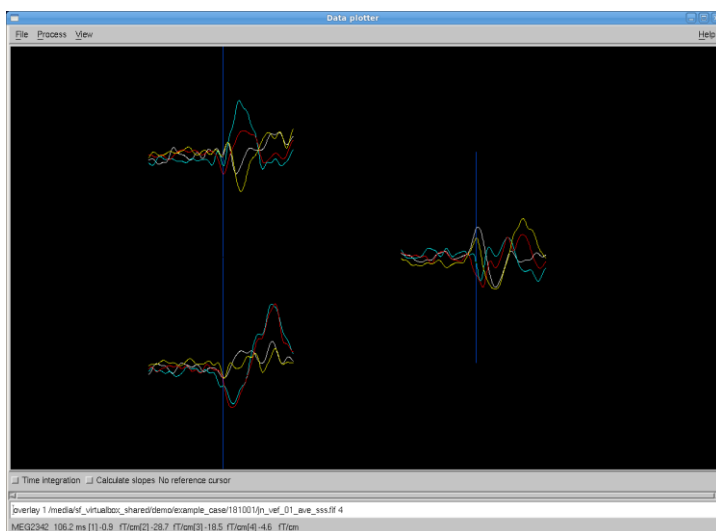 Data plotter
File Process View Help
Time integration Calculate slopes No reference cursor
overlay 1 /media/sf_virtualbox_shared/demo/example_case/181001/jn_vef_01_ave_sss.fif 4
MEG2342 106.2 ms [1]-0.9 fT/cm[2]-28.7 fT/cm[3]-18.5 fT/cm[4]-4.6 fT/cm